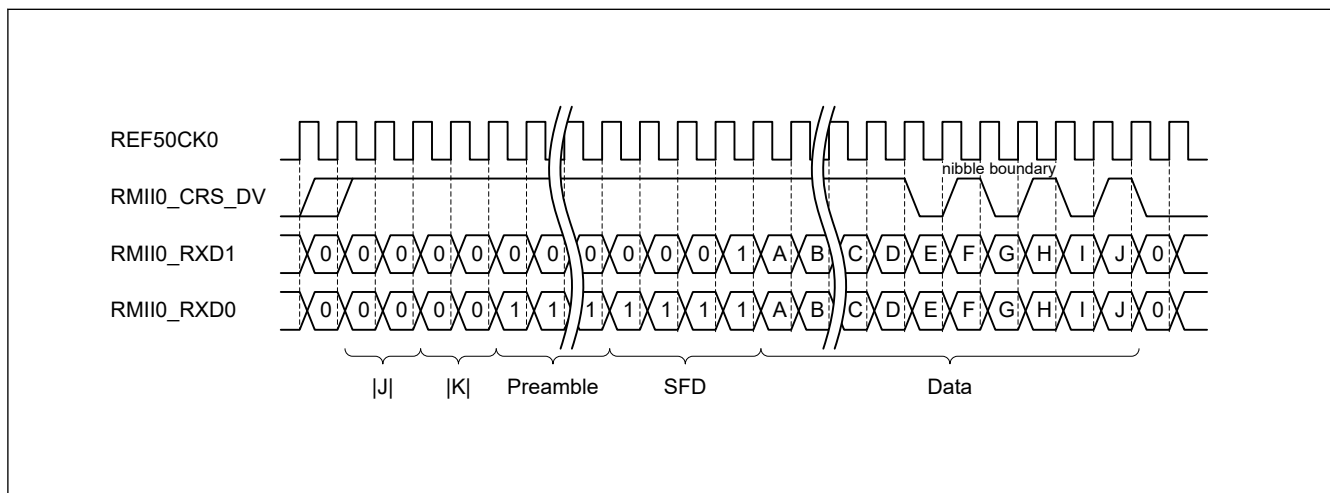 REF50CK0
nibble boundary
RMII0_CRS_DV
RMII0_RXD1 0 0 0 0 0 0 0 0 0 0 0 1 A B C D E F G H I J 0
RMII0_RXD0 0 0 0 0 0 1 1 1 1 1 1 1 A B C D E F G H I J 0
|J| |K| Preamble SFD Data